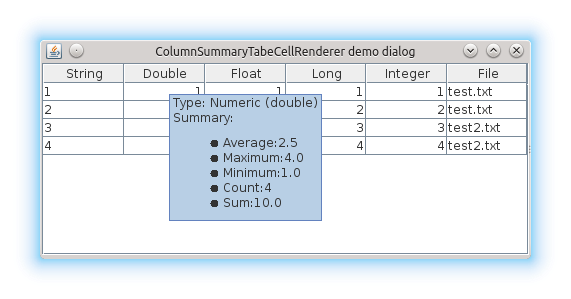 ColumnSummaryTabeCellRenderer demo dialog
String Double Float Long Integer File
1 1 1 1 1 test.txt
2 2 2 test.txt
3 3 3 test2.txt
4 4 4 test2.txt
Type: Numeric (double)
Summary:
Average:2.5
Maximum:4.0
Minimum:1.0
Count:4
Sum:10.0